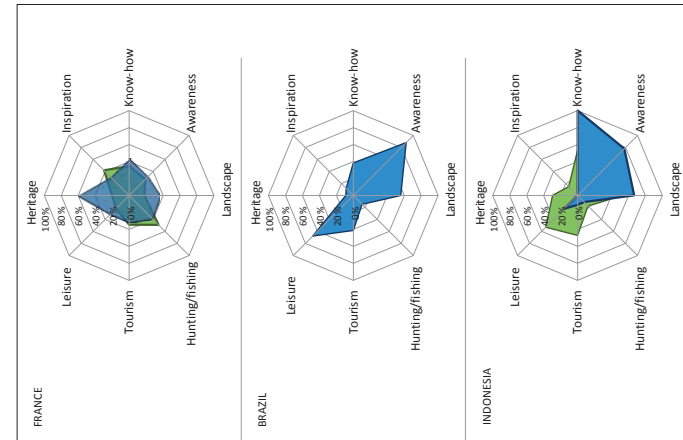 FRANCE
Heritage
100%
80%
60%
40%
20%
0%
Inspiration
Know-how
Awareness
Landscape
Hunting/fishing
Tourism
Leisure
BRAZIL
Heritage
100%
80%
60%
40%
20%
0%
Inspiration
Know-how
Awareness
Landscape
Hunting/fishing
Tourism
Leisure
INDONESIA
Heritage
100%
80%
60%
40%
20%
0%
Inspiration
Know-how
Awareness
Landscape
Hunting/fishing
Tourism
Leisure